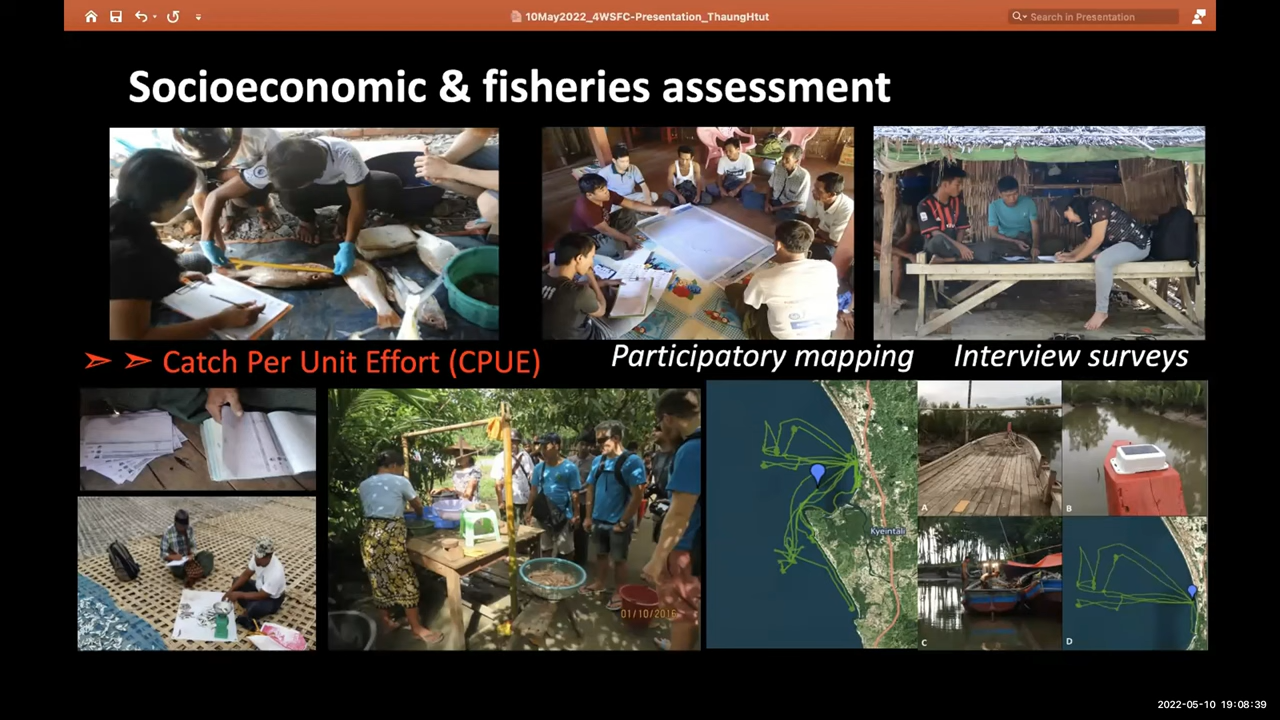 10May2022_4WSFC-Presentation_ThaungHtut
Search in Presentation
Socioeconomic & fisheries assessment
Catch Per Unit Effort (CPUE)
Participatory mapping
Interview surveys
01/10/2016
Kyeintali
A
B
C
D
2022-05-10 19:08:39